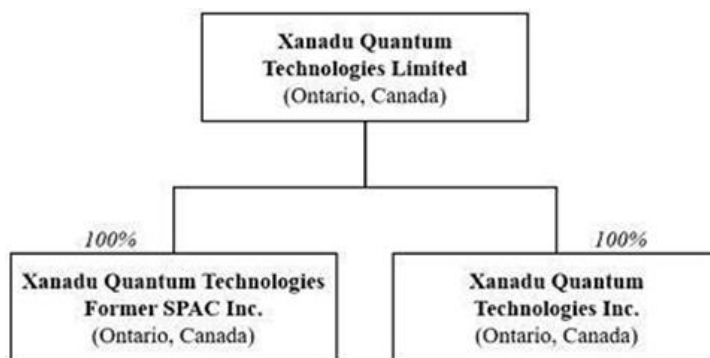 Xanadu Quantum
Technologies Limited
(Ontario, Canada)
100%
100%
Xanadu Quantum Technologies
Former SPAC Inc.
(Ontario, Canada)
Xanadu Quantum
Technologies Inc.
(Ontario, Canada)